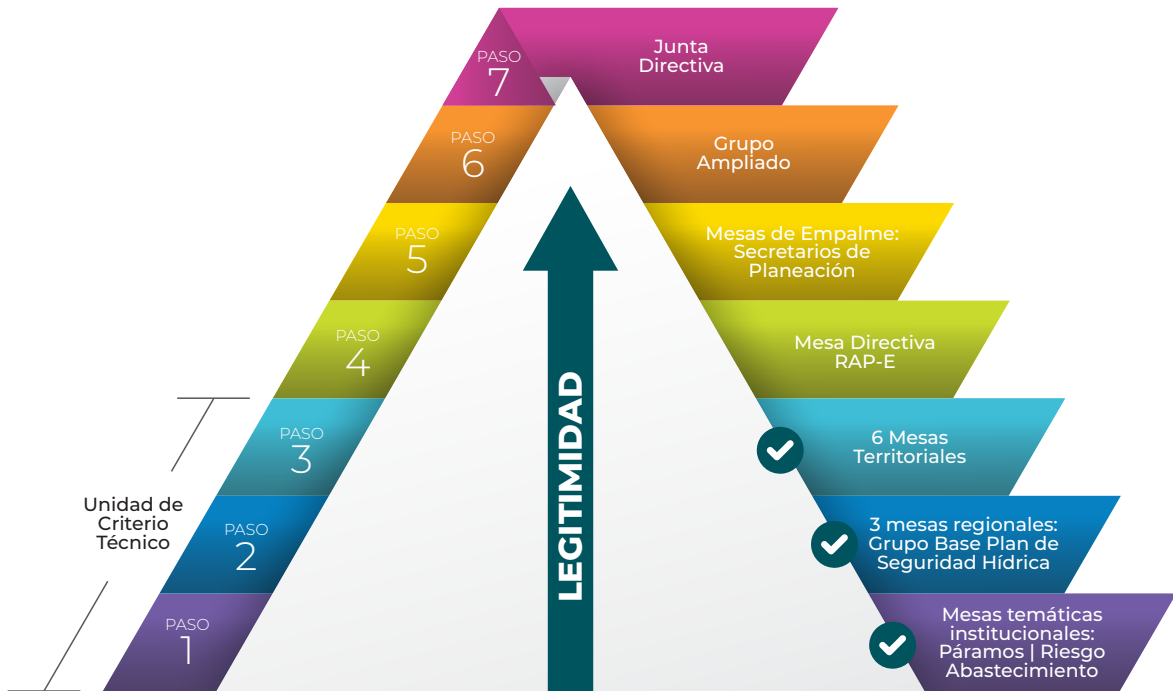 PASO
7
Junta
Directiva
PASO
6
Grupo
Ampliado
PASO
5
Mesas de Empalme:
Secretarios de
Planeación
PASO
4
Mesa Directiva
RAP-E
PASO
3
6 Mesas
Territoriales
Unidad de
Criterio
Técnico
PASO
2
3 mesas regionales:
Grupo Base Plan de
Seguridad Hídrica
PASO
1
Mesas temáticas
institucionales:
Páramos | Riesgo
Abastecimiento
LEGITIMIDAD